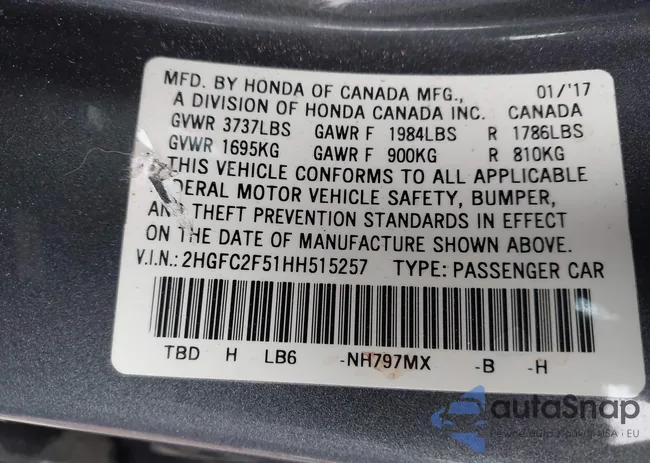 MFD. BY HONDA OF CANADA MFG., 01/'17
A DIVISION OF HONDA CANADA INC. CANADA
GVWR 3737LBS GAWR F 1984LBS R 1786LBS
GVWR 1695KG GAWR F 900KG R 810KG
THIS VEHICLE CONFORMS TO ALL APPLICABLE
DERAL MOTOR VEHICLE SAFETY, BUMPER,
AND THEFT PREVENTION STANDARDS IN EFFECT
ON THE DATE OF MANUFACTURE SHOWN ABOVE.
V.I.N.: 2HGFC2F51HH515257 TYPE: PASSENGER CAR
TBD H LB6 -NH797MX -B -H
autoSnap